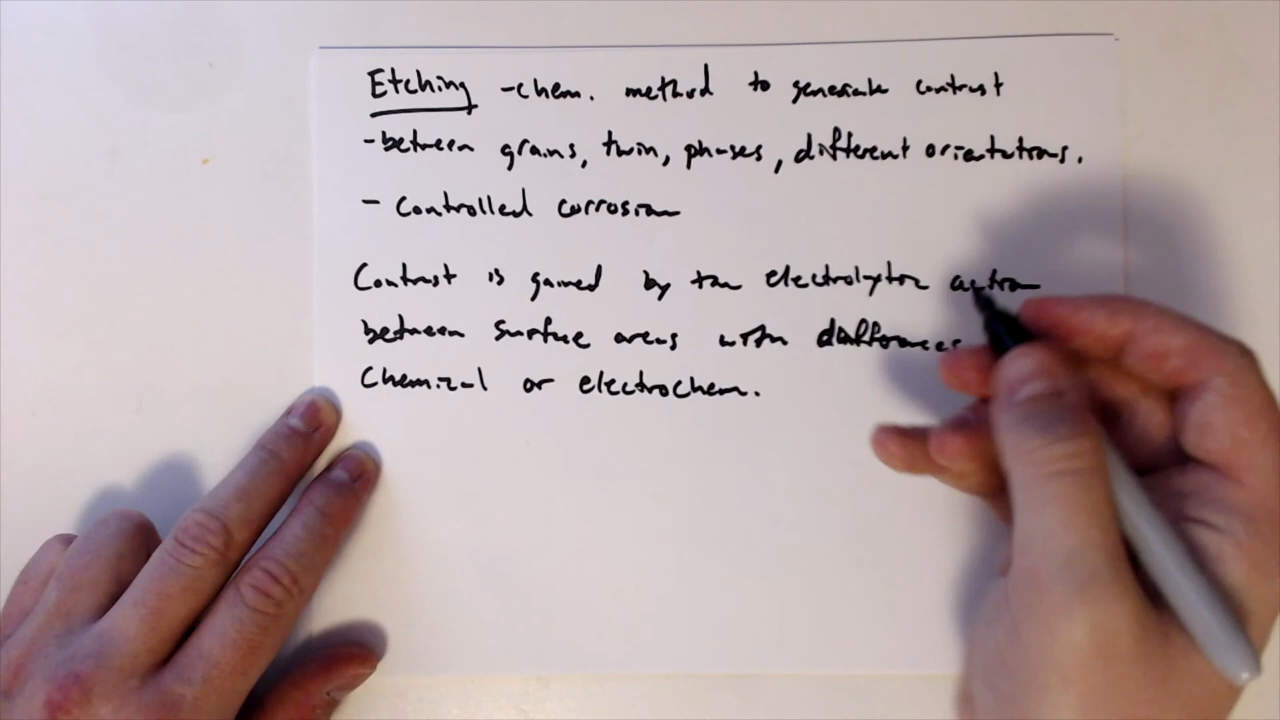 Etching - chem. method to generate contrast
- between grains, twin, phases, different orientations.
- Controlled corrosion
Contrast is gained by the electrolytic action
between surface areas with differences
Chemical or electrochem.